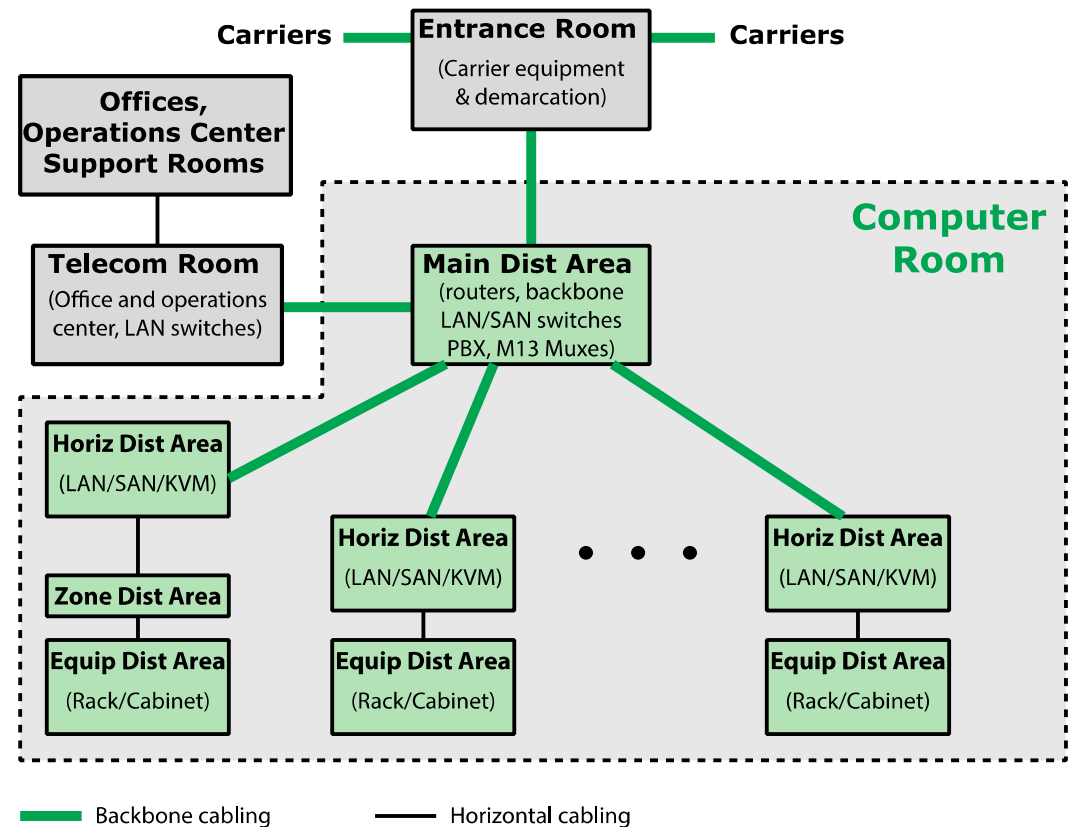 Carriers
Entrance Room
(Carrier equipment
& demarcation)
Carriers
Offices,
Operations Center
Support Rooms
Computer
Room
Telecom Room
(Office and operations
center, LAN switches)
Main Dist Area
(routers, backbone
LAN/SAN switches
PBX, M13 Muxes)
Horiz Dist Area
(LAN/SAN/KVM)
Zone Dist Area
Equip Dist Area
(Rack/Cabinet)
Horiz Dist Area
(LAN/SAN/KVM)
Equip Dist Area
(Rack/Cabinet)
Horiz Dist Area
(LAN/SAN/KVM)
Equip Dist Area
(Rack/Cabinet)
Backbone cabling
Horizontal cabling